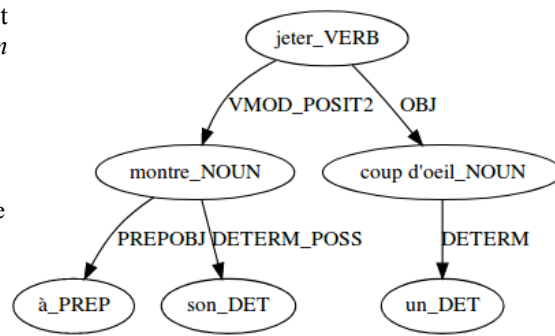 t
n
jeter_VERB
VMOD_POSIT2 OBJ
montre_NOUN coup d'oeil_NOUN
e
PREPOBJ DETERM_POSS DETERM
à_PREP son_DET un_DET